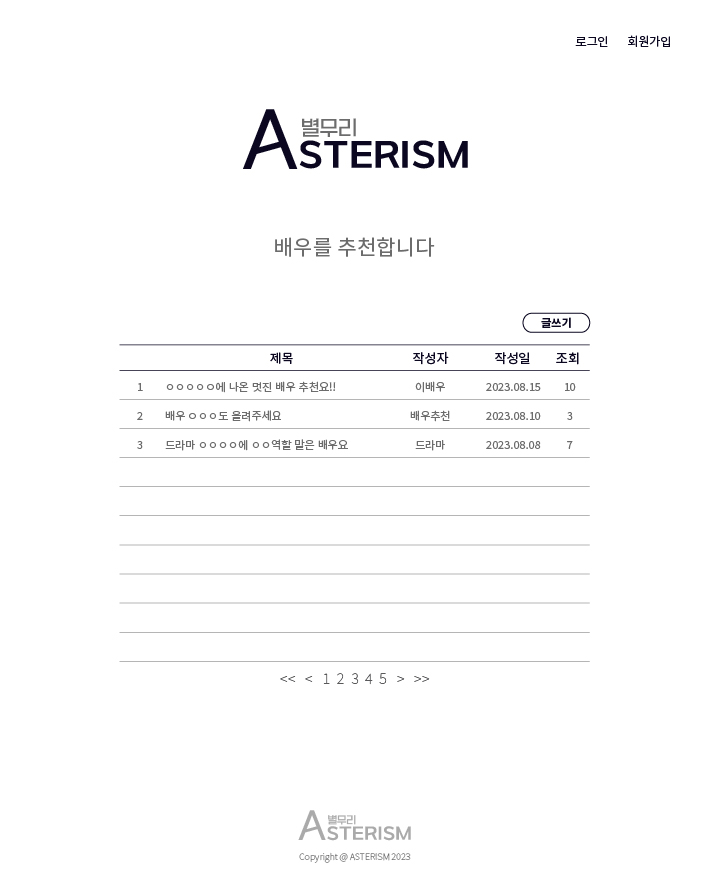 로그인 회원가입
별무리
ASTERISM
배우를 추천합니다
글쓰기
제목 작성자 작성일 조회
1 ㅇㅇㅇㅇㅇ에 나온 멋진 배우 추천요!! 이배우 2023.08.15 10
2 배우 ㅇㅇㅇ도 올려주세요 배우추천 2023.08.10 3
3 드라마 ㅇㅇㅇㅇ에 ㅇㅇ역할 맡은 배우요 드라마 2023.08.08 7
<< < 1 2 3 4 5 > >>
별무리
ASTERISM
Copyright @ ASTERISM 2023